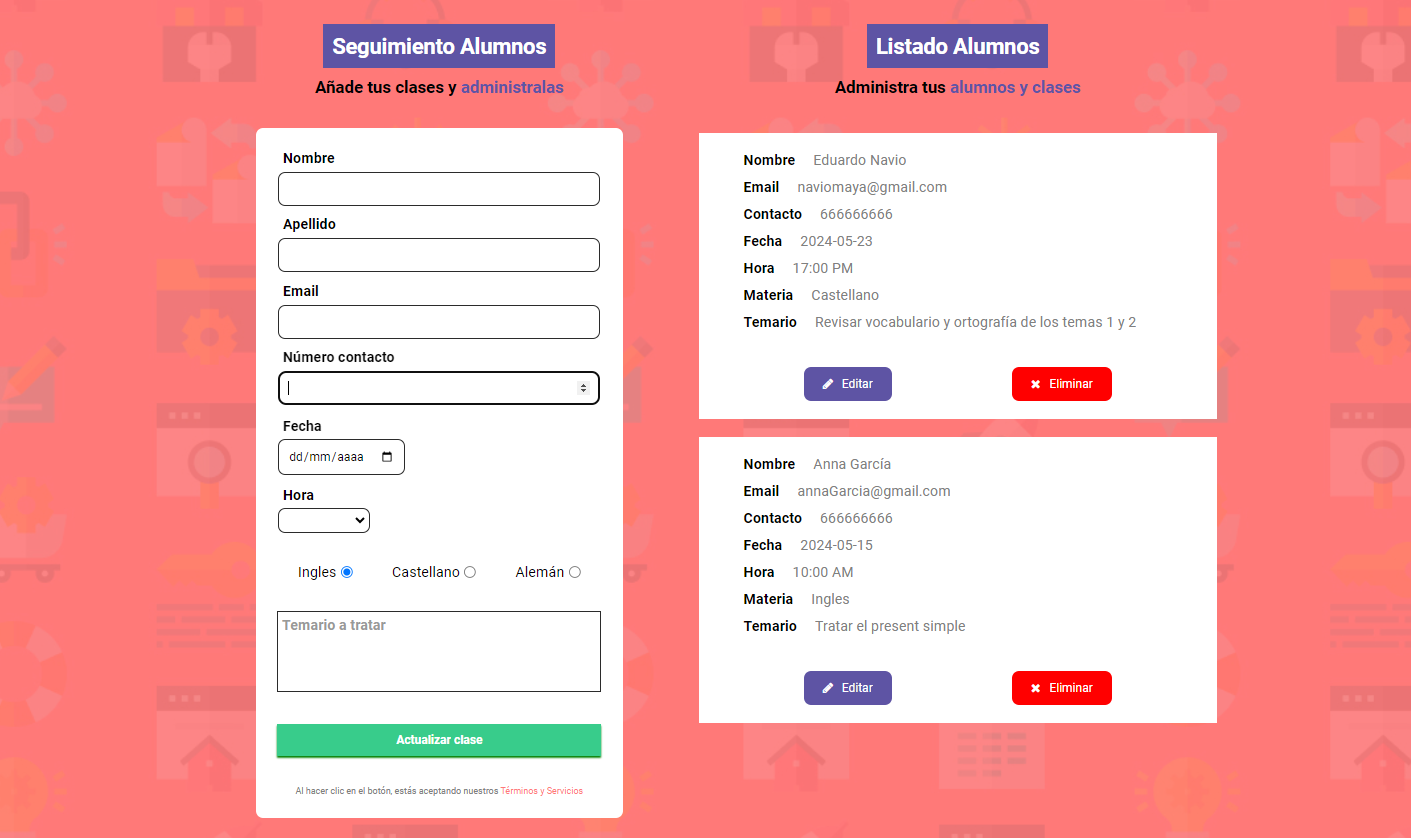 Seguimiento Alumnos
Añade tus clases y administralas
Nombre
Apellido
Email
Número contacto
Fecha
dd/mm/aaaa
Hora
Ingles
Castellano
Alemán
Temario a tratar
Actualizar clase
Al hacer clic en el botón, estás aceptando nuestros Términos y Servicios
Listado Alumnos
Administra tus alumnos y clases
Nombre Eduardo Navio
Email naviomaya@gmail.com
Contacto 666666666
Fecha 2024-05-23
Hora 17:00 PM
Materia Castellano
Temario Revisar vocabulario y ortografía de los temas 1 y 2
Editar
Eliminar
Nombre Anna García
Email annaGarcia@gmail.com
Contacto 666666666
Fecha 2024-05-15
Hora 10:00 AM
Materia Ingles
Temario Tratar el present simple
Editar
Eliminar